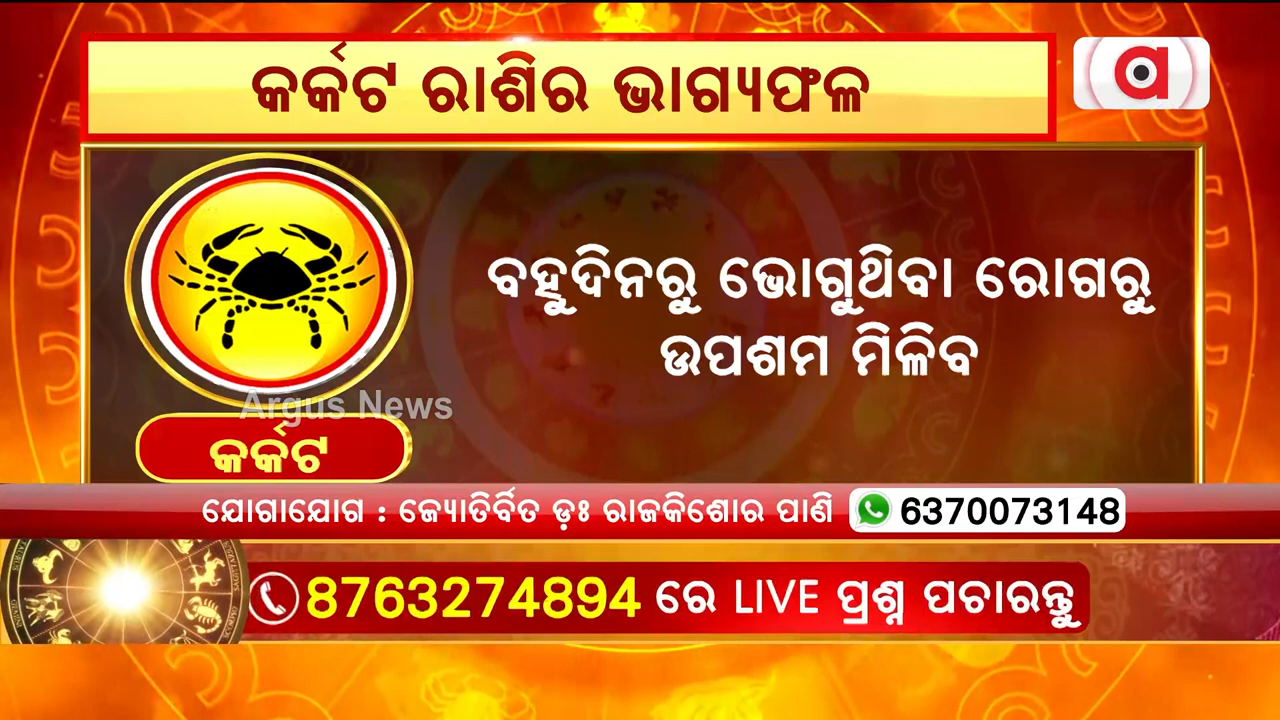 କର୍କଟ ରାଶିର ଭାଗ୍ୟଫଳ
ବହୁଦିନରୁ ଭୋଗୁଥିବା ରୋଗରୁ
ଉପଶମ ମିଳିବ
Argus News
କର୍କଟ
ଯୋଗାଯୋଗ : ଜ୍ୟୋତିର୍ବିତ ଡ଼ଃ ରାଜକିଶୋର ପାଣି 6370073148
8763274894 ରେ LIVE ପ୍ରଶ୍ନ ପଚାରନ୍ତୁ